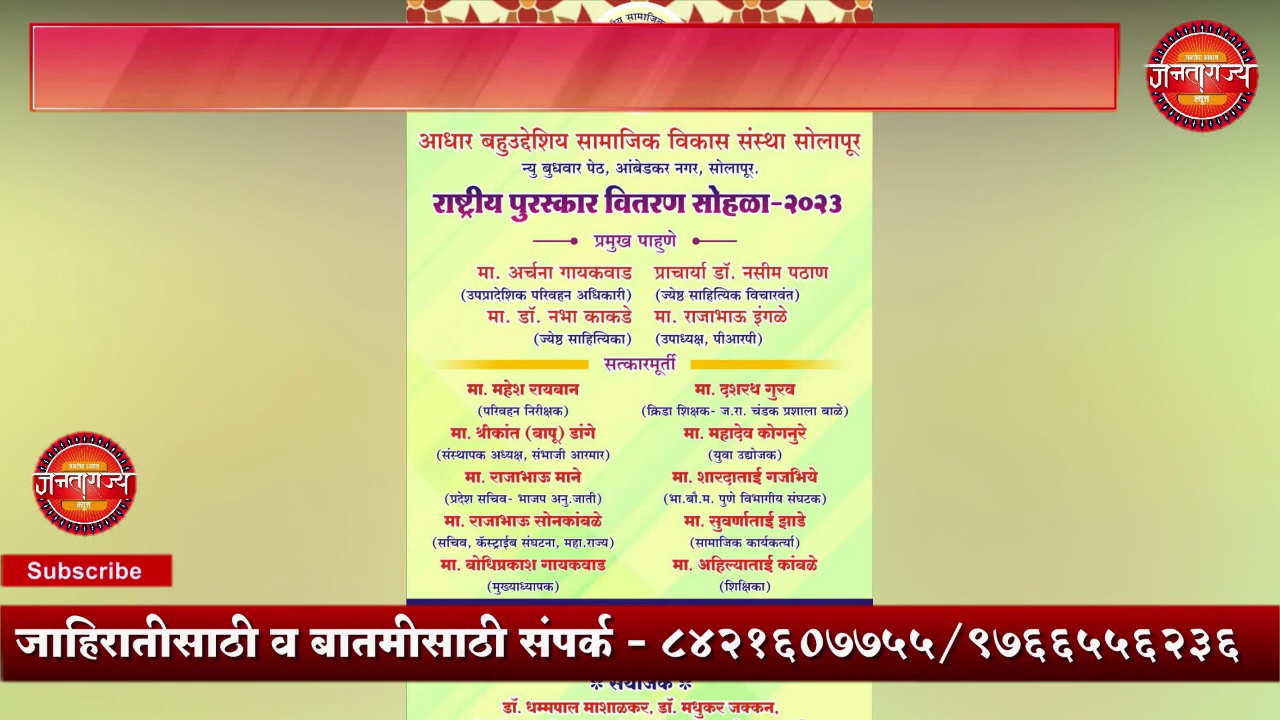 सामाजिक
जनताराज्य
आधार बहुउद्देशिय सामाजिक विकास संस्था सोलापूर
न्यु बुधवार पेठ, आंबेडकर नगर, सोलापूर.
राष्ट्रीय पुरस्कार वितरण सोहळा-२०२३
प्रमुख पाहुणे
मा. अर्चना गायकवाड प्राचार्या डॉ. नसीम पठाण
(उपप्रादेशिक परिवहन अधिकारी) (ज्येष्ठ साहित्यिक विचारवंत)
मा. डॉ. नभा काकडे मा. राजाभाऊ इंगळे
(ज्येष्ठ साहित्यिका) (उपाध्यक्ष, पीआरपी)
सत्कारमूर्ती
मा. महेश रायबान मा. दशरथ गुरव
(परिवहन निरीक्षक) (क्रिडा शिक्षक- ज.रा. चंडक प्रशाला बाळे)
मा. श्रीकांत (बापू) डांगे मा. महादेव कोगनुरे
(संस्थापक अध्यक्ष, संभाजी आरमार) (युवा उद्योजक)
मा. राजाभाऊ माने मा. शारदाताई गजभिये
(प्रदेश सचिव- भाजप अनु.जाती) (भा.बौ.म. पुणे विभागीय संघटक)
मा. राजाभाऊ सोनकांबळे मा. सुवर्णाताई झाडे
(सचिव, कॅस्ट्राईब संघटना, महा.राज्य) (सामाजिक कार्यकर्त्या)
मा. बोधिप्रकाश गायकवाड मा. अहिल्याताई कांबळे
(मुख्याध्यापक) (शिक्षिका)
जनताराज्य
न्यूज
Subscribe
जाहिरातीसाठी व बातमीसाठी संपर्क - ८४२१६०७७५५/९७६६५५६२३६
संयोजक
डॉ. धम्मपाल माशाळकर, डॉ. मधुकर जक्कन,